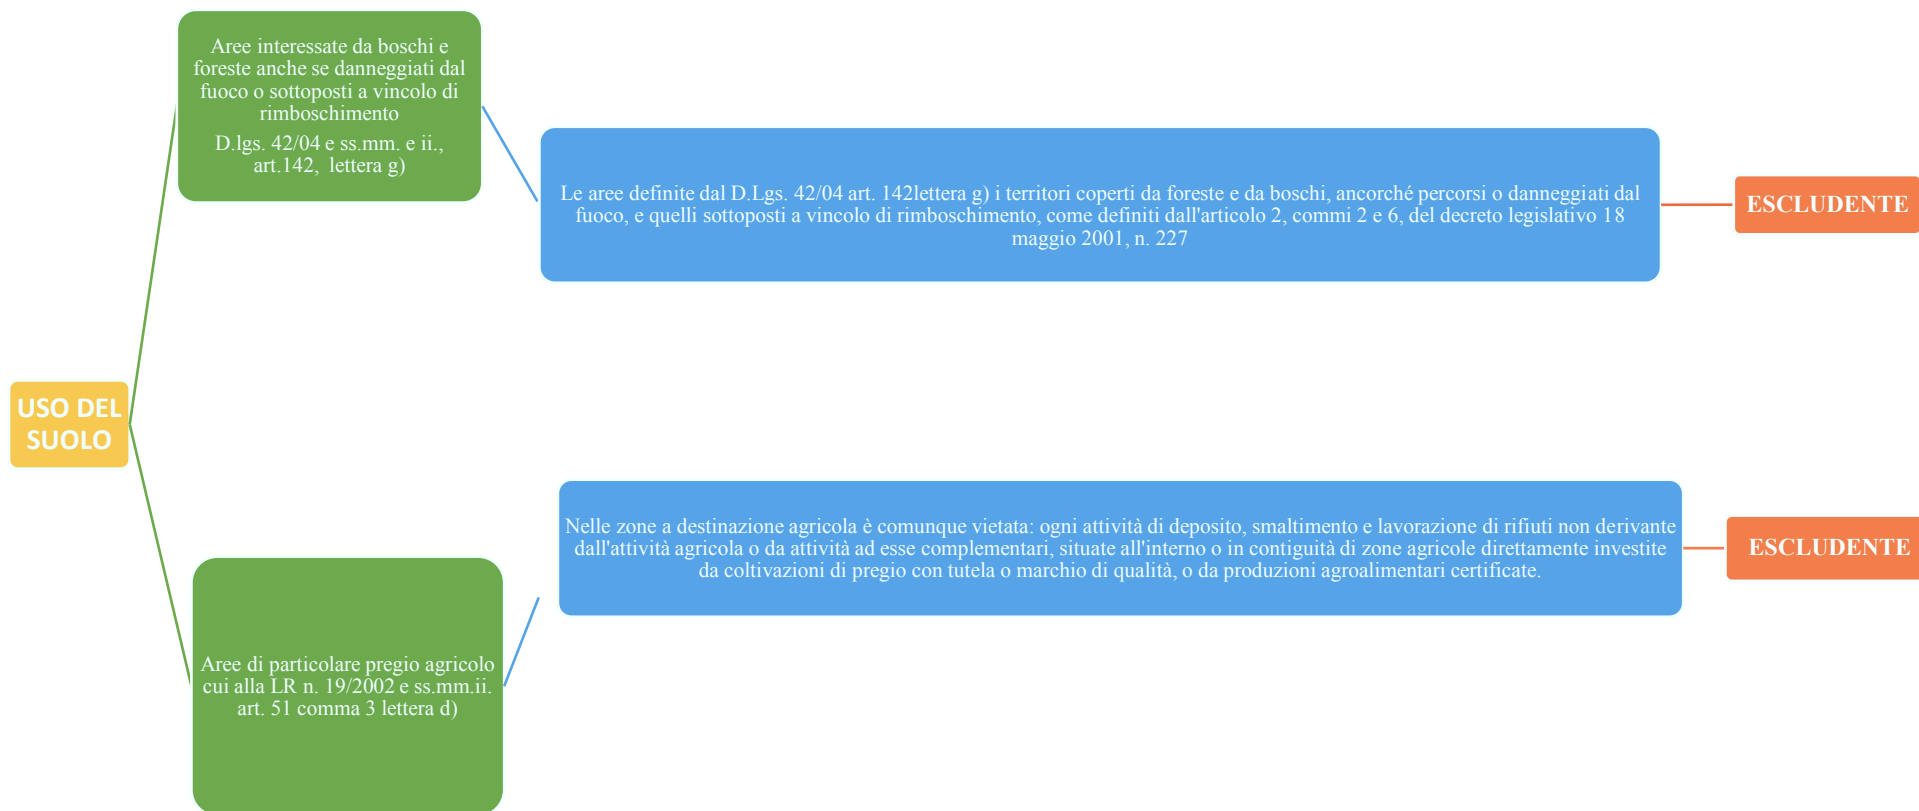 USO DEL
SUOLO
Aree interessate da boschi e
foreste anche se danneggiati dal
fuoco o sottoposti a vincolo di
rimboschimento
D.lgs. 42/04 e ss.mm. e ii.,
art.142, lettera g)
Le aree definite dal D.Lgs. 42/04 art. 142lettera g) i territori coperti da foreste e da boschi, ancorché percorsi o danneggiati dal
fuoco, e quelli sottoposti a vincolo di rimboschimento, come definiti dall'articolo 2, commi 2 e 6, del decreto legislativo 18
maggio 2001, n. 227
ESCLUDENTE
Aree di particolare pregio agricolo
cui alla LR n. 19/2002 e ss.mm.ii.
art. 51 comma 3 lettera d)
Nelle zone a destinazione agricola è comunque vietata: ogni attività di deposito, smaltimento e lavorazione di rifiuti non derivante
dall'attività agricola o da attività ad esse complementari, situate all'interno o in contiguità di zone agricole direttamente investite
da coltivazioni di pregio con tutela o marchio di qualità, o da produzioni agroalimentari certificate.
ESCLUDENTE